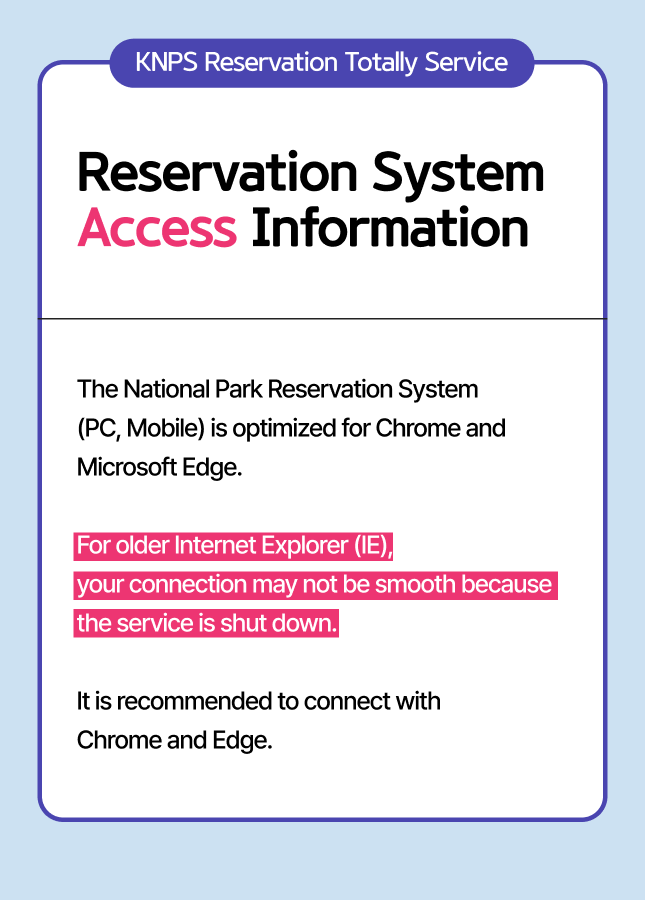 KNPS Reservation Totally Service
Reservation System
Access Information
The National Park Reservation System
(PC, Mobile) is optimized for Chrome and
Microsoft Edge.
For older Internet Explorer (IE),
your connection may not be smooth because
the service is shut down.
It is recommended to connect with
Chrome and Edge.